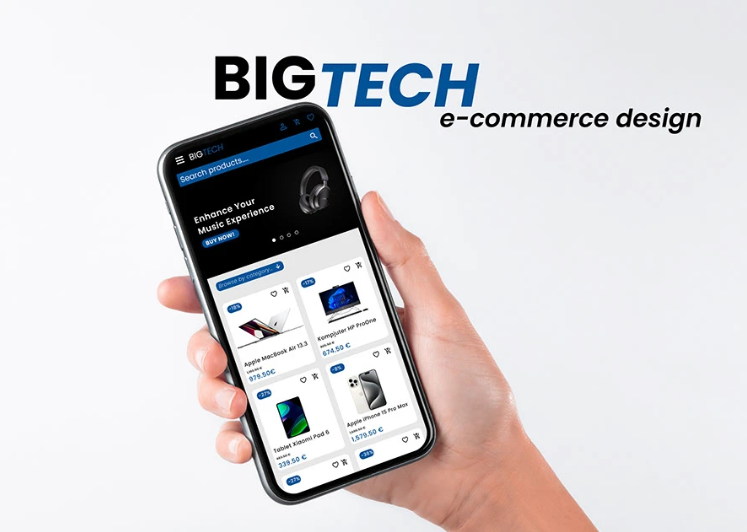 BIGTECH
e-commerce design
BIGTECH
Search products....
Enhance Your
Music Experience
BUY NOW!
Browse by category...
-18%
-17%
Apple MacBook Air 13.3
979.50€
Kompjuter HP ProOne
674.50 €
-27%
-9%
Tablet Xiaomi Pad 6
339.50 €
Apple iPhone 15 Pro Max
1,579.50 €
-27%